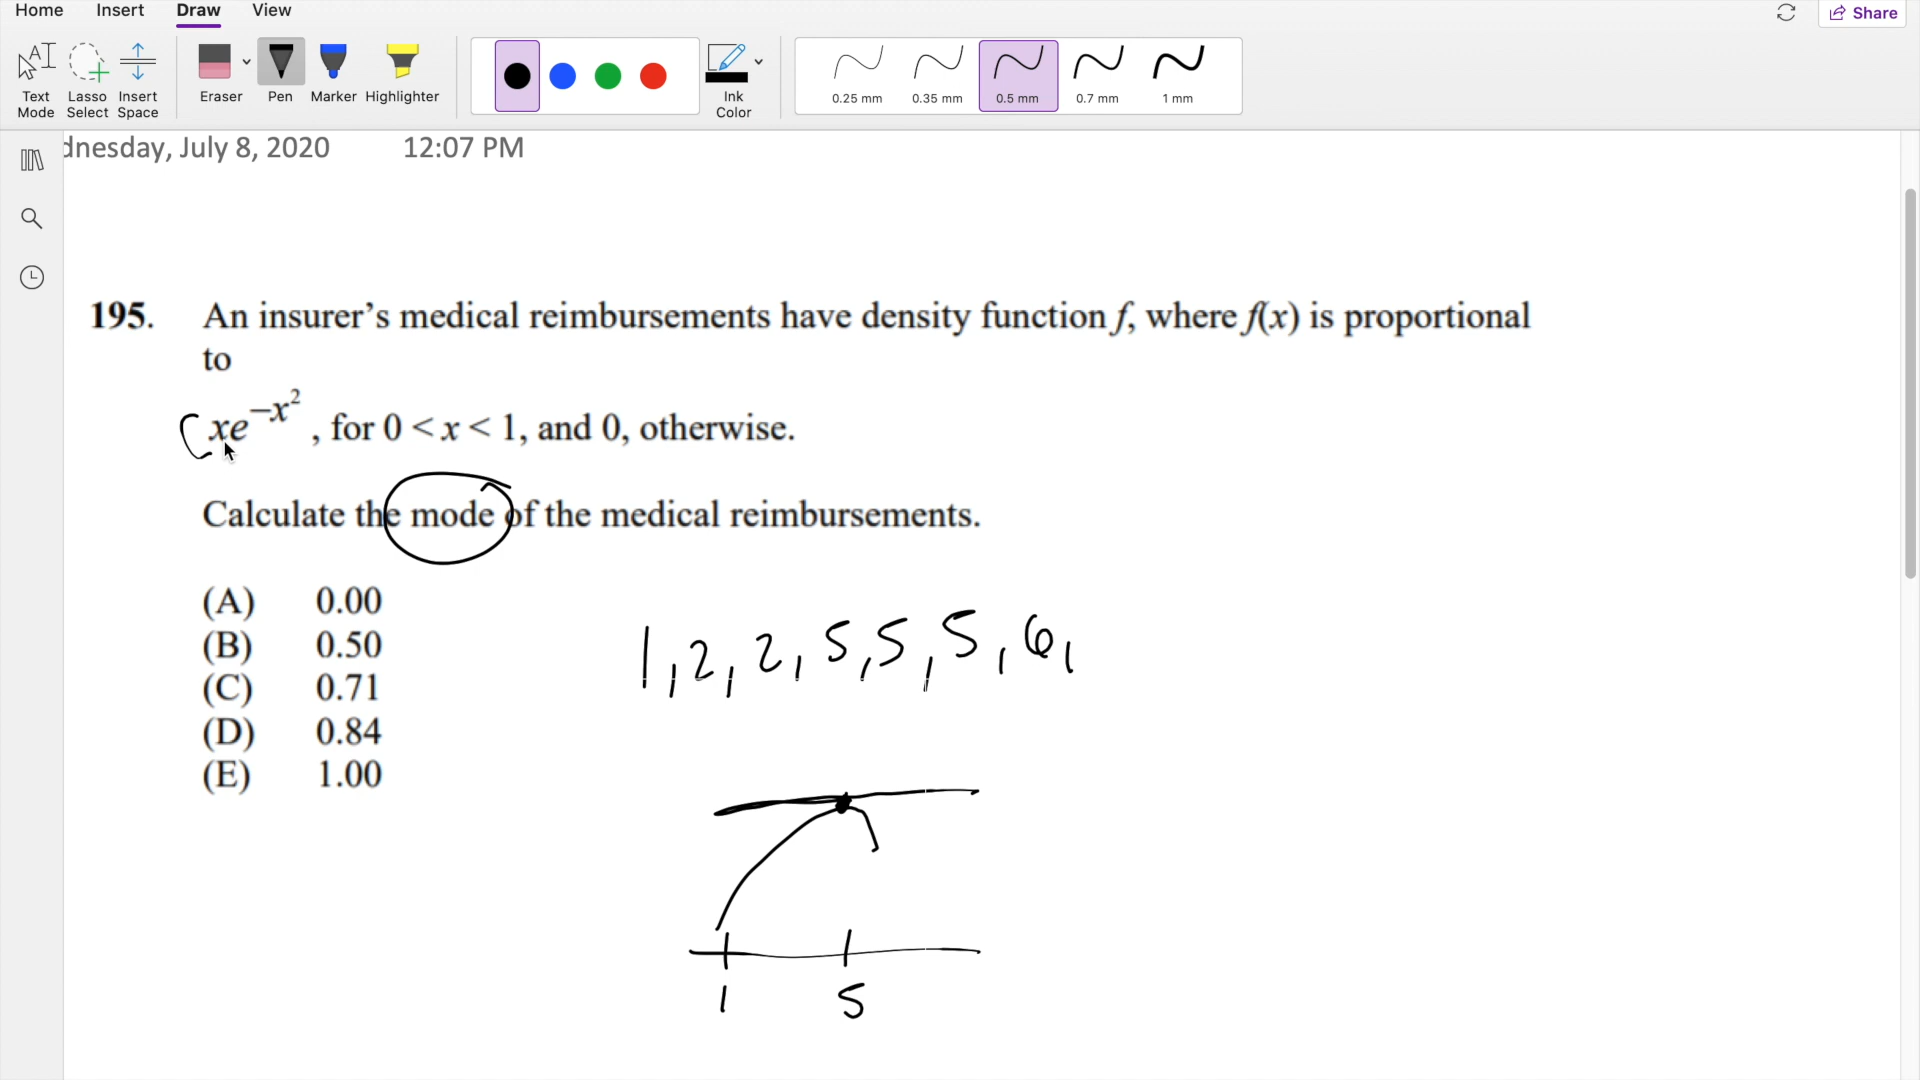 Home Insert Draw View Share
Text Mode Lasso Select Insert Space Eraser Pen Marker Highlighter Ink Color 0.25 mm 0.35 mm 0.5 mm 0.7 mm 1 mm
dnesday, July 8, 2020 12:07 PM
195. An insurer’s medical reimbursements have density function f, where f(x) is proportional
to
C xe^{−x^2}, for 0 < x < 1, and 0, otherwise.
Calculate the mode of the medical reimbursements.
(A) 0.00
(B) 0.50
(C) 0.71
(D) 0.84
(E) 1.00
1, 2, 2, 5, 5, 5, 6,
1 5